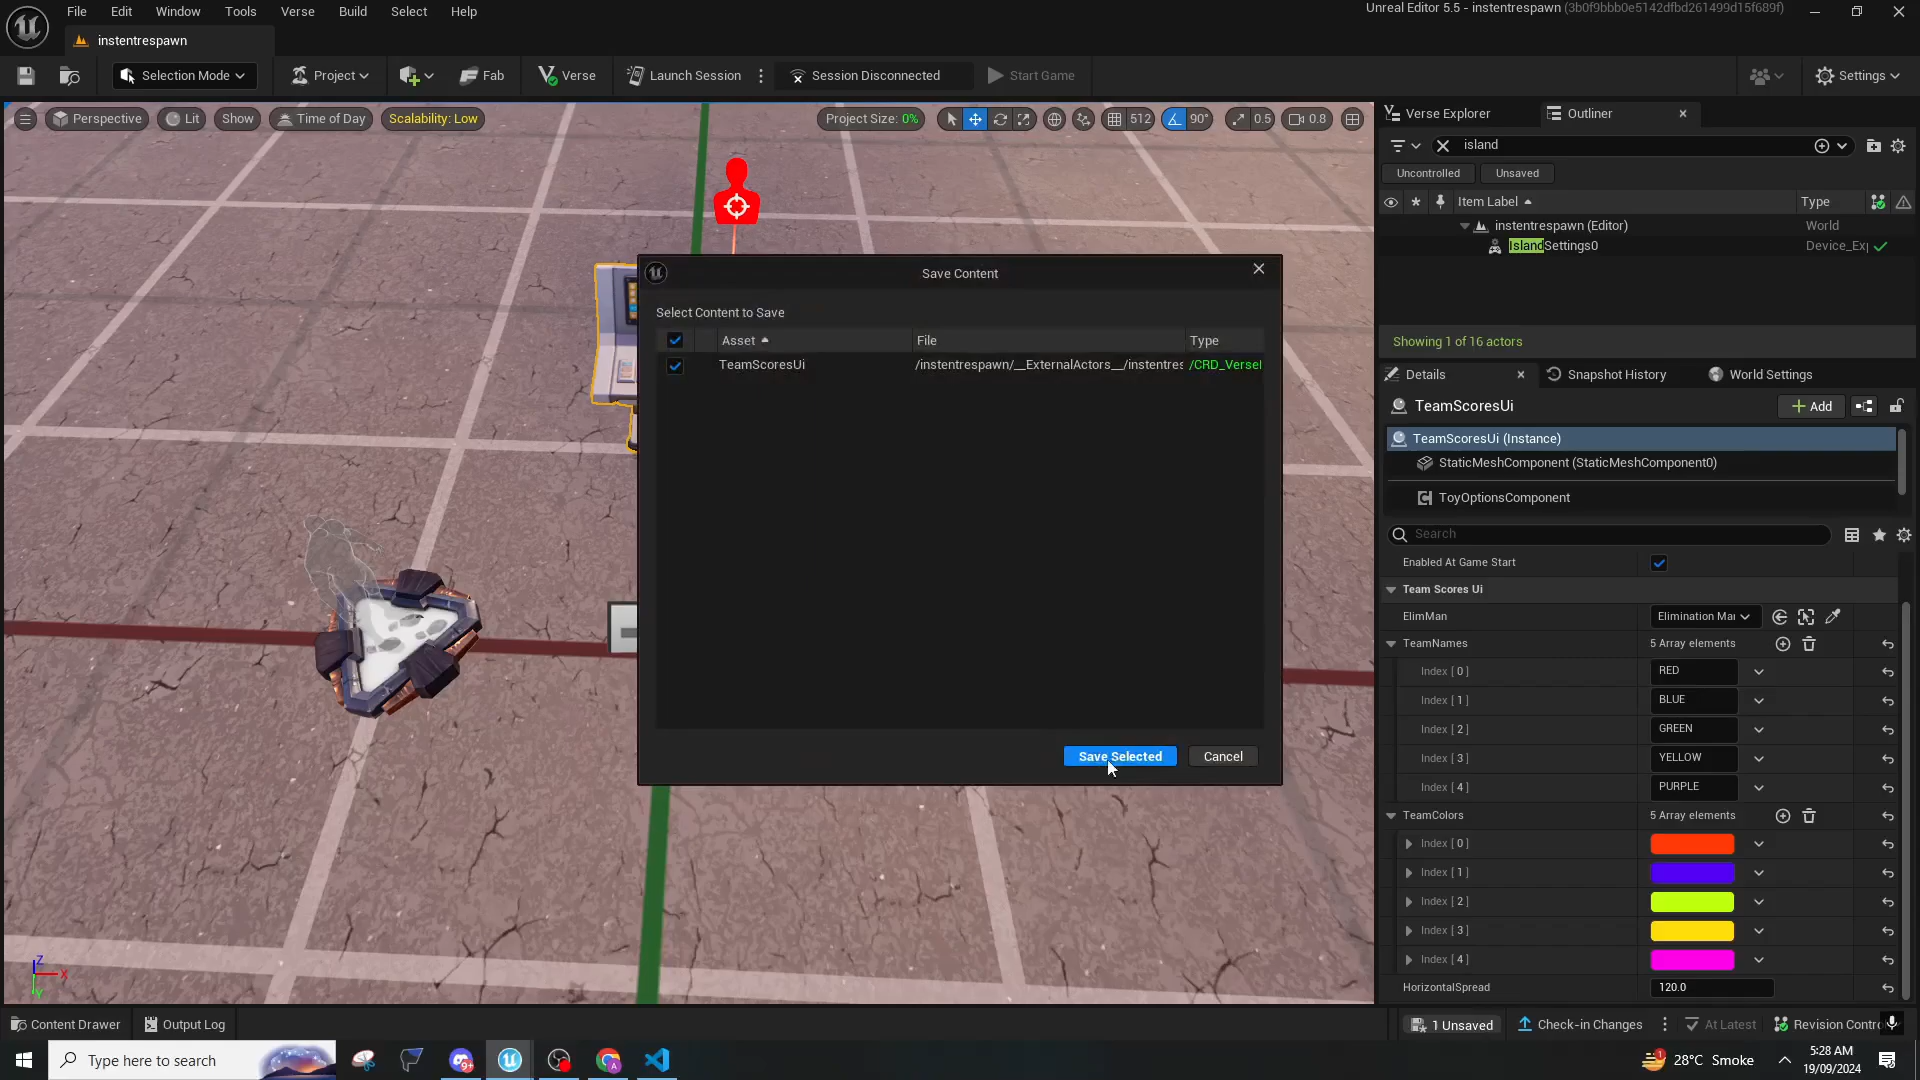 File Edit Window Tools Verse Build Select Help
Unreal Editor 5.5 - instentrespawn (3b0f9bbb0e5142dfbd261499d15f689f)
instentrespawn
Selection Mode Project Fab Verse Launch Session Session Disconnected Start Game Settings
Perspective Lit Show Time of Day Scalability: Low Project Size: 0% 512 90° 0.5 0.8
Verse Explorer Outliner
island
Uncontrolled Unsaved
Item Label Type
instentrespawn (Editor) World
IslandSettings0 Device_Exp
Showing 1 of 16 actors
Save Content
Select Content to Save
Asset File Type
TeamScoresUi /instentrespawn/__ExternalActors__/instentres /CRD_Verse
Save Selected Cancel
Details Snapshot History World Settings
TeamScoresUi Add
TeamScoresUi (Instance)
StaticMeshComponent (StaticMeshComponent0)
ToyOptionsComponent
Search
Enabled At Game Start
Team Scores Ui
ElimMan Elimination Mai
TeamNames 5 Array elements
Index [ 0 ] RED
Index [ 1 ] BLUE
Index [ 2 ] GREEN
Index [ 3 ] YELLOW
Index [ 4 ] PURPLE
TeamColors 5 Array elements
Index [ 0 ]
Index [ 1 ]
Index [ 2 ]
Index [ 3 ]
Index [ 4 ]
HorizontalSpread 120.0
Z
X
Y
Content Drawer Output Log 1 Unsaved Check-in Changes At Latest Revision Contro
Type here to search 9+ A 1 28°C Smoke 5:28 AM
19/09/2024